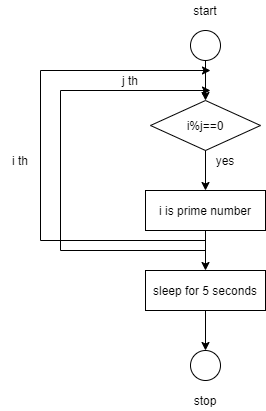 start
j th
i%j==0
i th
yes
i is prime number
sleep for 5 seconds
stop